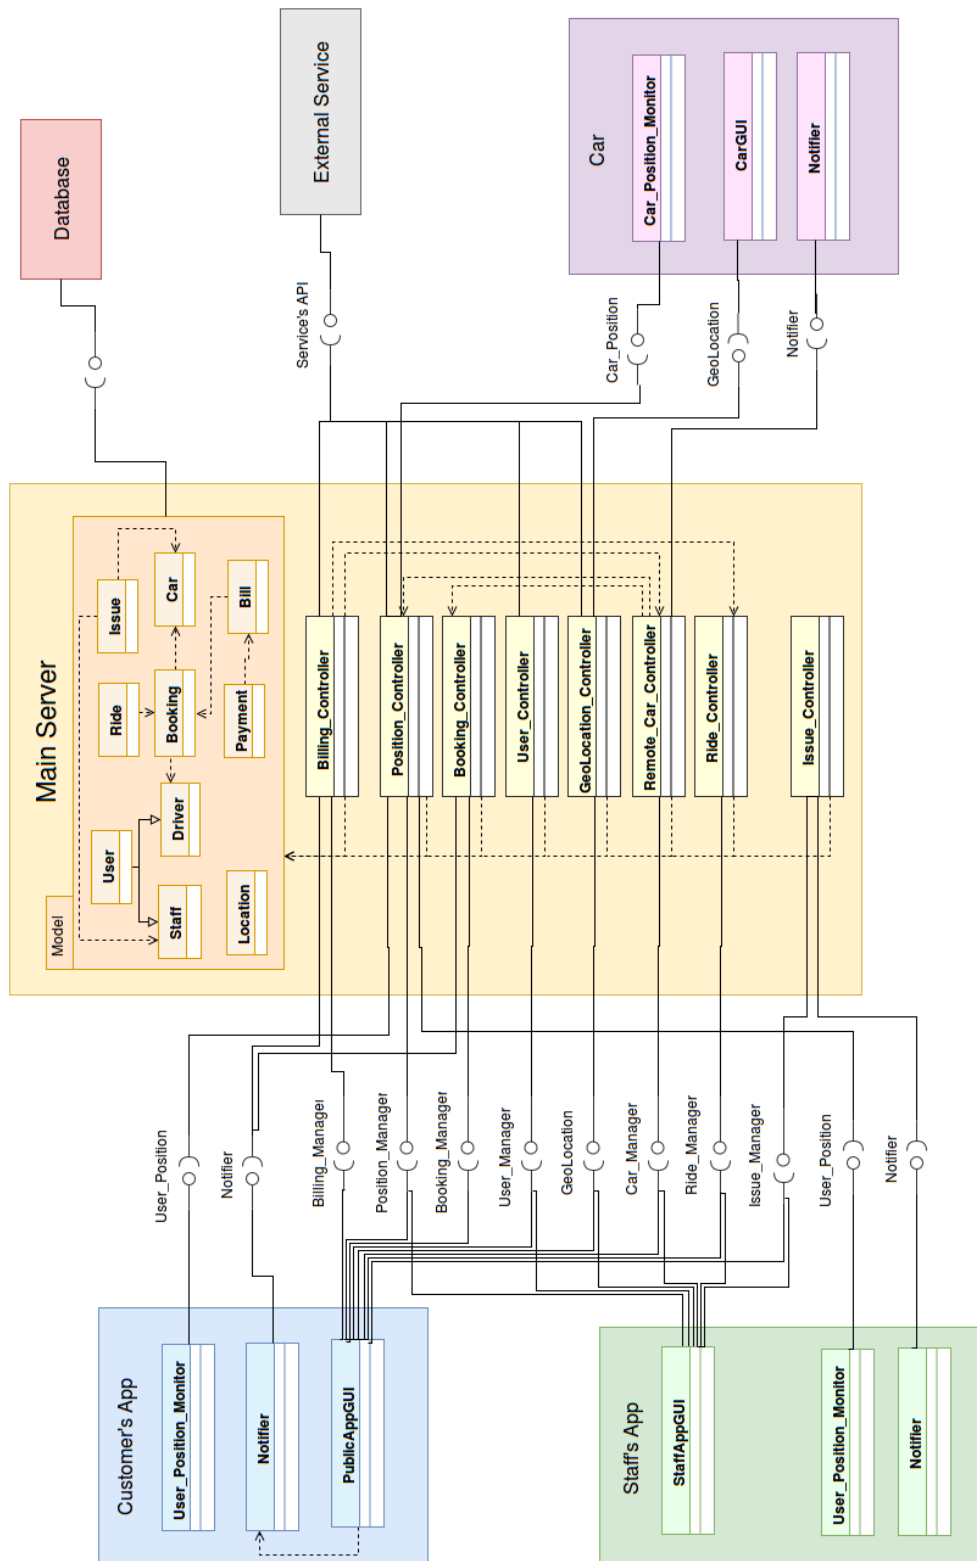 Customer's App
User_Position_Monitor
Notifier
PublicAppGUI
Staff's App
StaffAppGUI
User_Position_Monitor
Notifier
User_Position
Notifier
Billing_Manager
Position_Manager
Booking_Manager
User_Manager
GeoLocation
Car_Manager
Ride_Manager
Issue_Manager
User_Position
Notifier
Main Server
Model
User
Staff
Driver
Location
Ride
Booking
Payment
Issue
Car
Bill
Billing_Controller
Position_Controller
Booking_Controller
User_Controller
GeoLocation_Controller
Remote_Car_Controller
Ride_Controller
Issue_Controller
Database
Service's API
External Service
Car_Position
GeoLocation
Notifier
Car
Car_Position_Monitor
CarGUI
Notifier